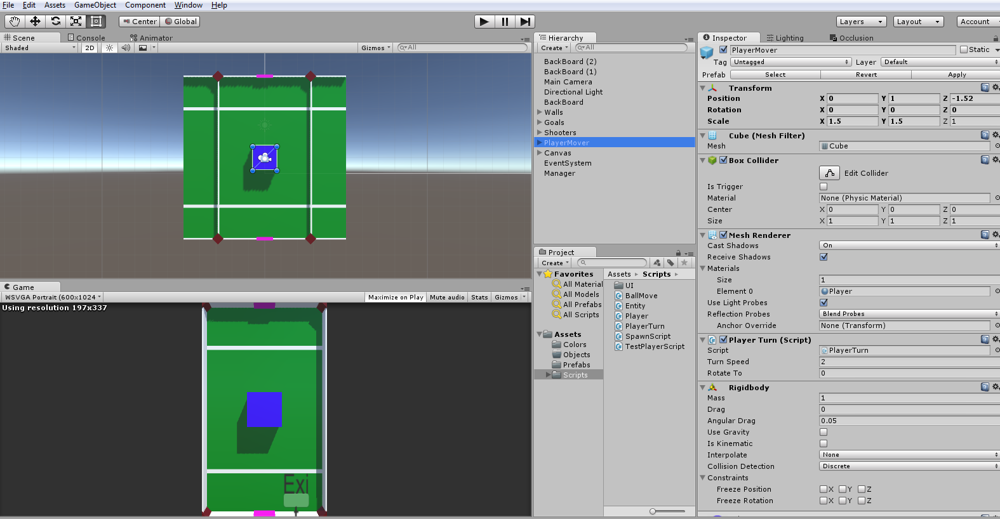 File Edit Assets GameObject Component Window Help
Center Global Layers Layout Account
Scene Console Animator
Shaded 2D Gizmos All
Hierarchy
Create All
BackBoard (2)
BackBoard (1)
Main Camera
Directional Light
BackBoard
Walls
Goals
Shooters
PlayerMover
Canvas
EventSystem
Manager
Game
WSVGA Portrait (600x1024 Maximize on Play Mute audio Stats Gizmos
Using resolution 197x337
Exi
Project
Create
Favorites
All Material
All Models
All Prefabs
All Scripts
Assets
Colors
Objects
Prefabs
Scripts
Assets Scripts
UI
BallMove
Entity
Player
PlayerTurn
SpawnScript
TestPlayerScript
Inspector Lighting Occlusion
PlayerMover Static
Tag Untagged Layer Default
Prefab Select Revert Apply
Transform
Position X 0 Y 1 Z -1.52
Rotation X 0 Y 0 Z 0
Scale X 1.5 Y 1.5 Z 1
Cube (Mesh Filter)
Mesh Cube
Box Collider
Edit Collider
Is Trigger
Material None (Physic Material)
Center X 0 Y 0 Z 0
Size X 1 Y 1 Z 1
Mesh Renderer
Cast Shadows On
Receive Shadows
Materials
Size 1
Element 0 Player
Use Light Probes
Reflection Probes Blend Probes
Anchor Override None (Transform)
Player Turn (Script)
Script PlayerTurn
Turn Speed 2
Rotate To 0
Rigidbody
Mass 1
Drag 0
Angular Drag 0.05
Use Gravity
Is Kinematic
Interpolate None
Collision Detection Discrete
Constraints
Freeze Position X Y Z
Freeze Rotation X Y Z